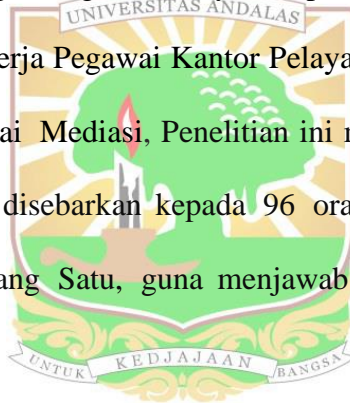 UNIVERSITAS ANDALAS
erja Pegawai Kantor Pelaya
ai Mediasi, Penelitian ini
disebarkan kepada 96 ora
ang Satu, guna menjawab
UNTUK KEDJAJAAN BANGSA